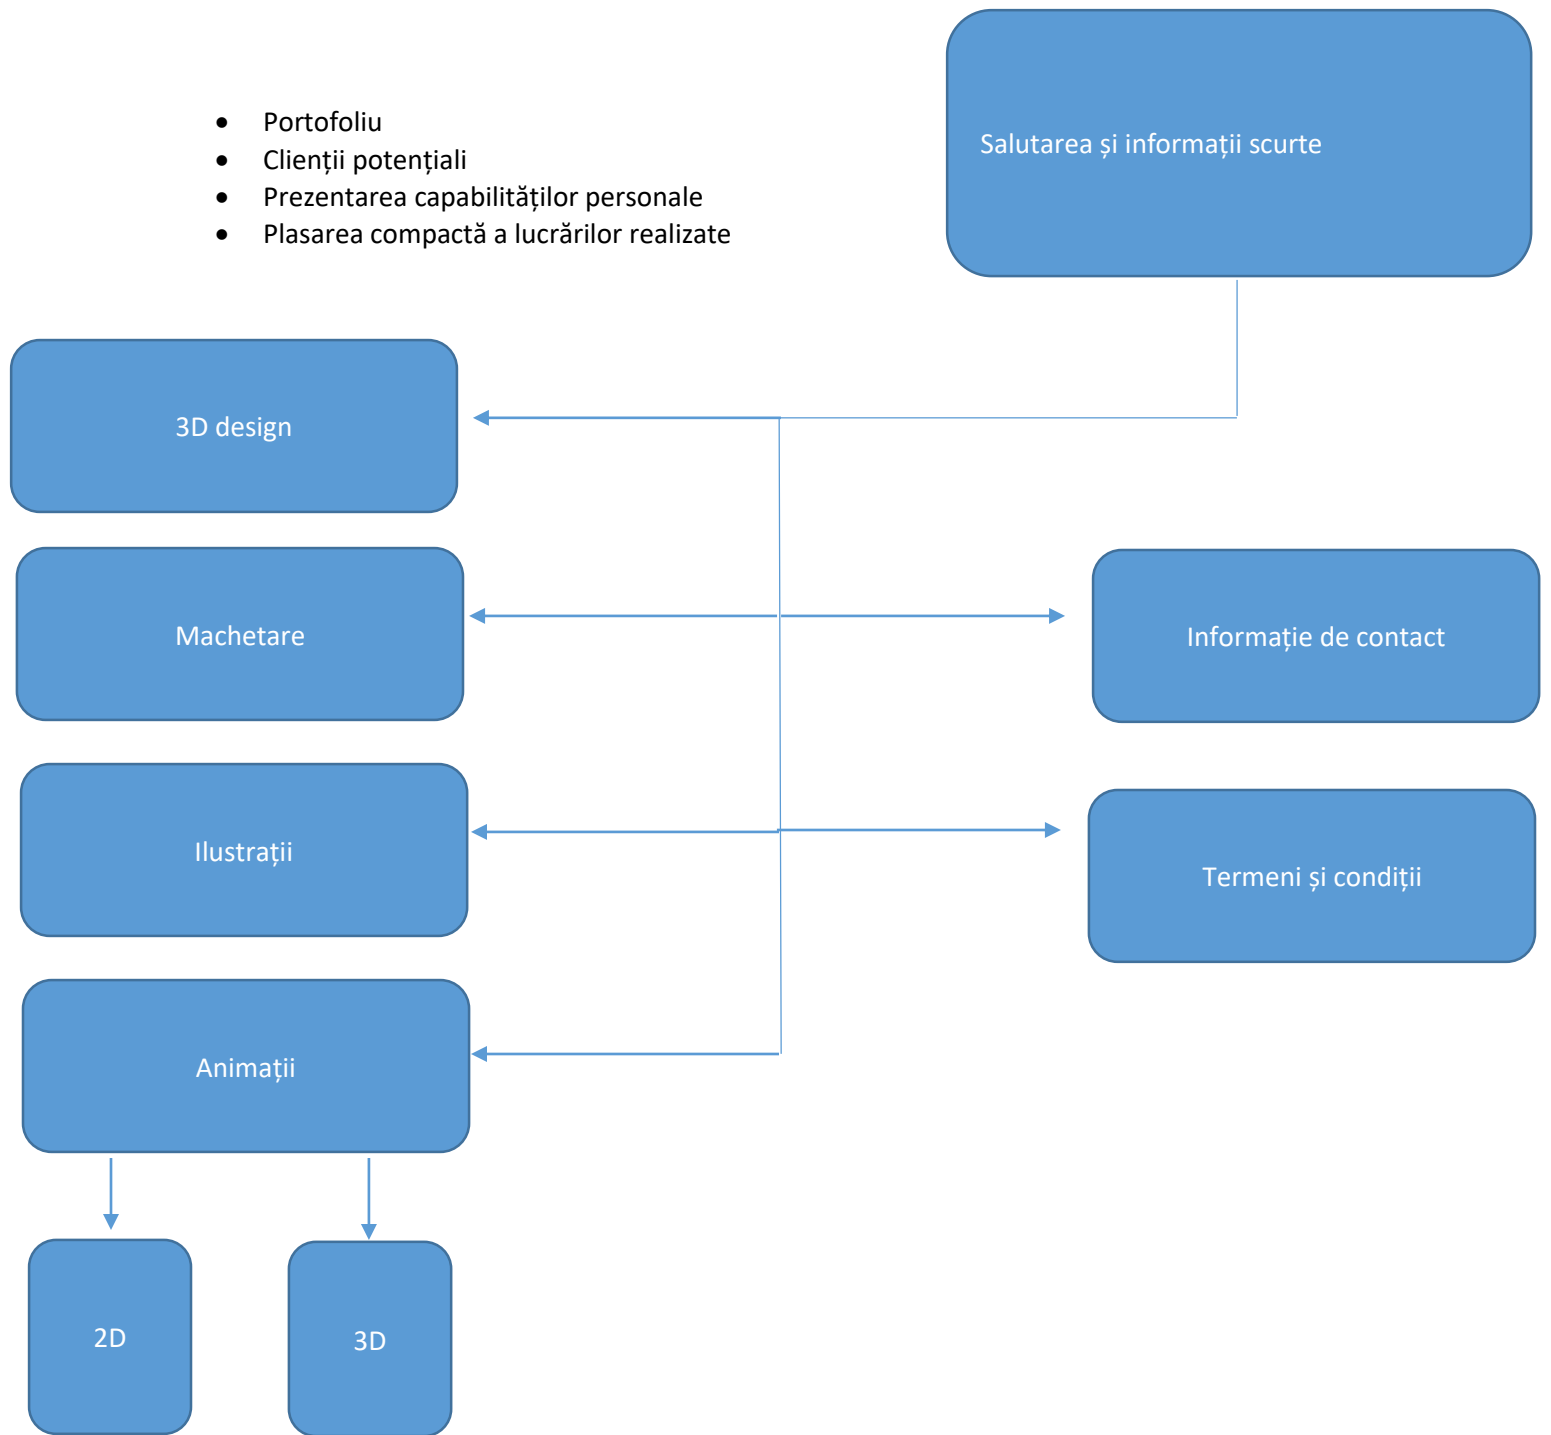 • Portofoliu
• Clienții potențiali
• Prezentarea capabilităților personale
• Plasarea compactă a lucrărilor realizate
Salutarea și informații scurte
3D design
Machetare
Informație de contact
Ilustrații
Termeni și condiții
Animații
2D
3D